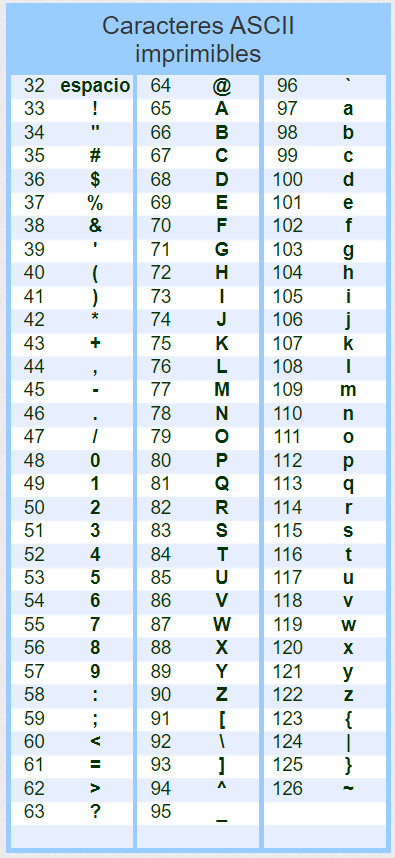 Caracteres ASCII
imprimibles
32 espacio 64 @ 96 `
33 ! 65 A 97 a
34 " 66 B 98 b
35 # 67 C 99 c
36 $ 68 D 100 d
37 % 69 E 101 e
38 & 70 F 102 f
39 ' 71 G 103 g
40 ( 72 H 104 h
41 ) 73 I 105 i
42 * 74 J 106 j
43 + 75 K 107 k
44 , 76 L 108 l
45 - 77 M 109 m
46 . 78 N 110 n
47 / 79 O 111 o
48 0 80 P 112 p
49 1 81 Q 113 q
50 2 82 R 114 r
51 3 83 S 115 s
52 4 84 T 116 t
53 5 85 U 117 u
54 6 86 V 118 v
55 7 87 W 119 w
56 8 88 X 120 x
57 9 89 Y 121 y
58 : 90 Z 122 z
59 ; 91 [ 123 {
60 < 92 \ 124 |
61 = 93 ] 125 }
62 > 94 ^ 126 ~
63 ? 95 _